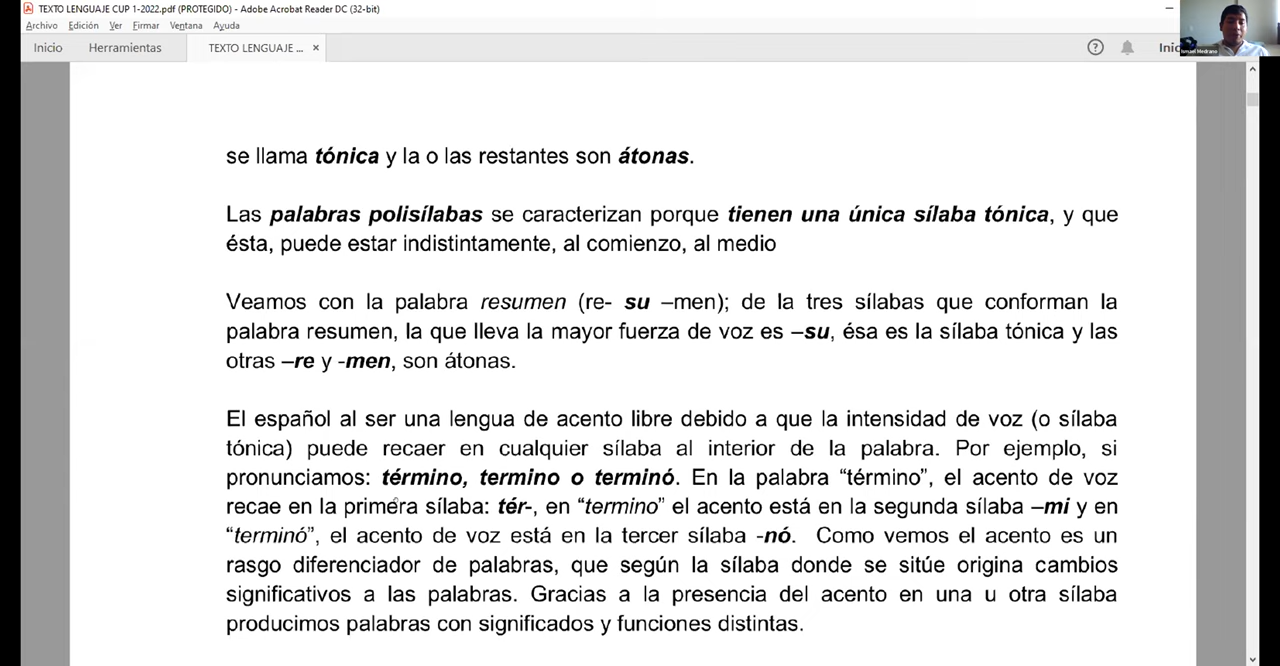 TEXTO LENGUAJE CUP 1-2022.pdf (PROTEGIDO) - Adobe Acrobat Reader DC (32-bit)
Archivo Edición Ver Firmar Ventana Ayuda
Inicio Herramientas TEXTO LENGUAJE ... × ? Inic
Ismael Medrano
se llama tónica y la o las restantes son átonas.
Las palabras polisílabas se caracterizan porque tienen una única sílaba tónica, y que
ésta, puede estar indistintamente, al comienzo, al medio
Veamos con la palabra resumen (re- su –men); de la tres sílabas que conforman la
palabra resumen, la que lleva la mayor fuerza de voz es –su, ésa es la sílaba tónica y las
otras –re y -men, son átonas.
El español al ser una lengua de acento libre debido a que la intensidad de voz (o sílaba
tónica) puede recaer en cualquier sílaba al interior de la palabra. Por ejemplo, si
pronunciamos: término, termino o terminó. En la palabra “término”, el acento de voz
recae en la primera sílaba: tér-, en “termino” el acento está en la segunda sílaba –mi y en
“terminó”, el acento de voz está en la tercer sílaba -nó. Como vemos el acento es un
rasgo diferenciador de palabras, que según la sílaba donde se sitúe origina cambios
significativos a las palabras. Gracias a la presencia del acento en una u otra sílaba
producimos palabras con significados y funciones distintas.